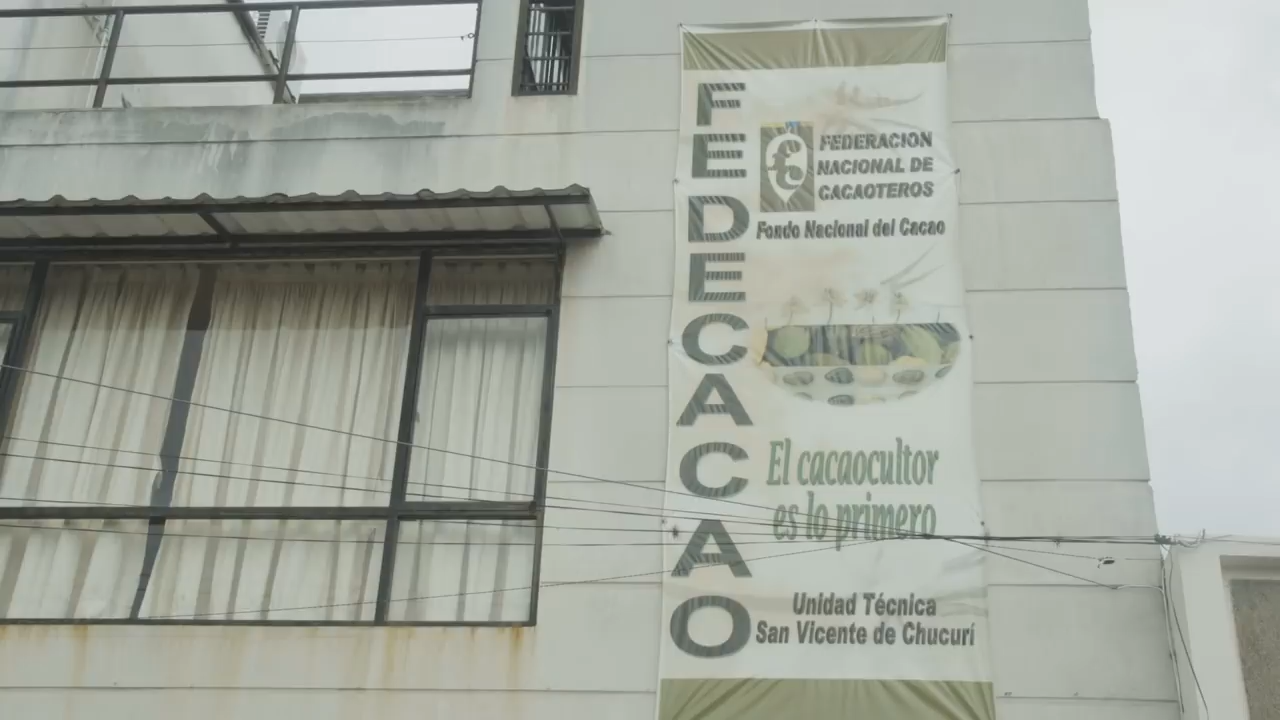 FEDECACAO
FEDERACION
NACIONAL DE
CACAOTEROS
Fondo Nacional del Cacao
El cacaocultor
es lo primero
Unidad Técnica
San Vicente de Chucurí